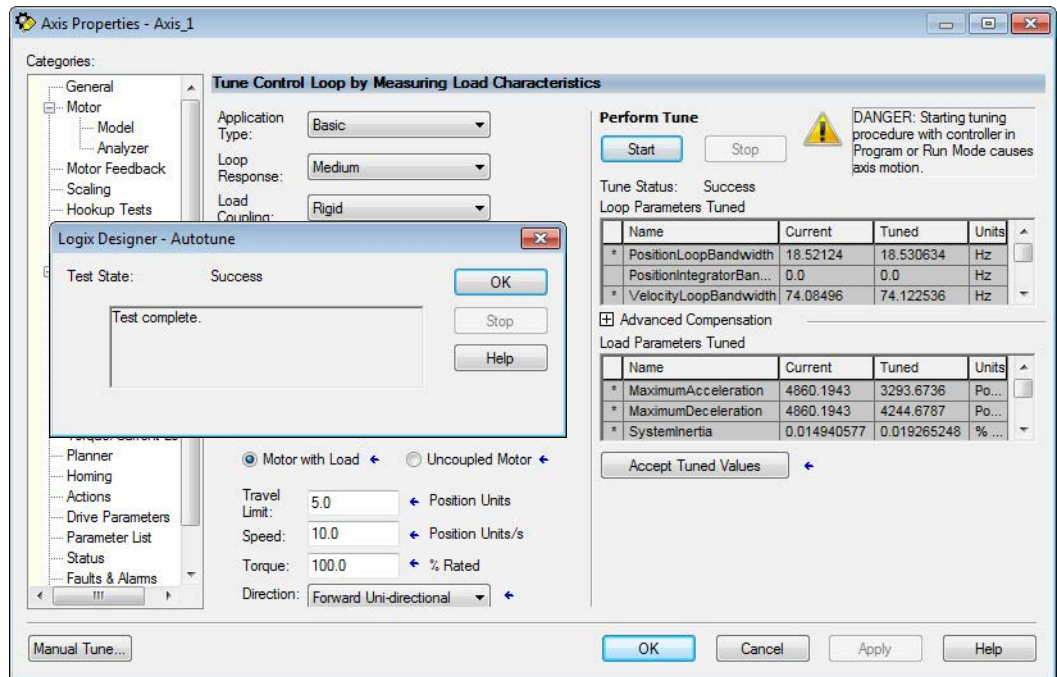 Axis Properties - Axis_1
Categories:
General
Motor
Model
Analyzer
Motor Feedback
Scaling
Hookup Tests
Planner
Homing
Actions
Drive Parameters
Parameter List
Status
Faults & Alarms
Tune Control Loop by Measuring Load Characteristics
Application
Type:
Basic
Loop
Response:
Medium
Load
Coupling:
Rigid
Logix Designer - Autotune
Test State: Success
Test complete.
OK
Stop
Help
Motor with Load
Uncoupled Motor
Travel
Limit:
5.0
Position Units
Speed: 10.0 Position Units/s
Torque: 100.0 % Rated
Direction: Forward Uni-directional
Perform Tune
Start
Stop
DANGER: Starting tuning
procedure with controller in
Program or Run Mode causes
axis motion.
Tune Status: Success
Loop Parameters Tuned
Name Current Tuned Units
* PositionLoopBandwidth 18.52124 18.530634 Hz
PositionIntegratorBan... 0.0 0.0 Hz
* VelocityLoopBandwidth 74.08496 74.122536 Hz
Advanced Compensation
Load Parameters Tuned
Name Current Tuned Units
* MaximumAcceleration 4860.1943 3293.6736 Po...
* MaximumDeceleration 4860.1943 4244.6787 Po...
* SystemInertia 0.014940577 0.019265248 % ...
Accept Tuned Values
Manual Tune...
OK
Cancel
Apply
Help